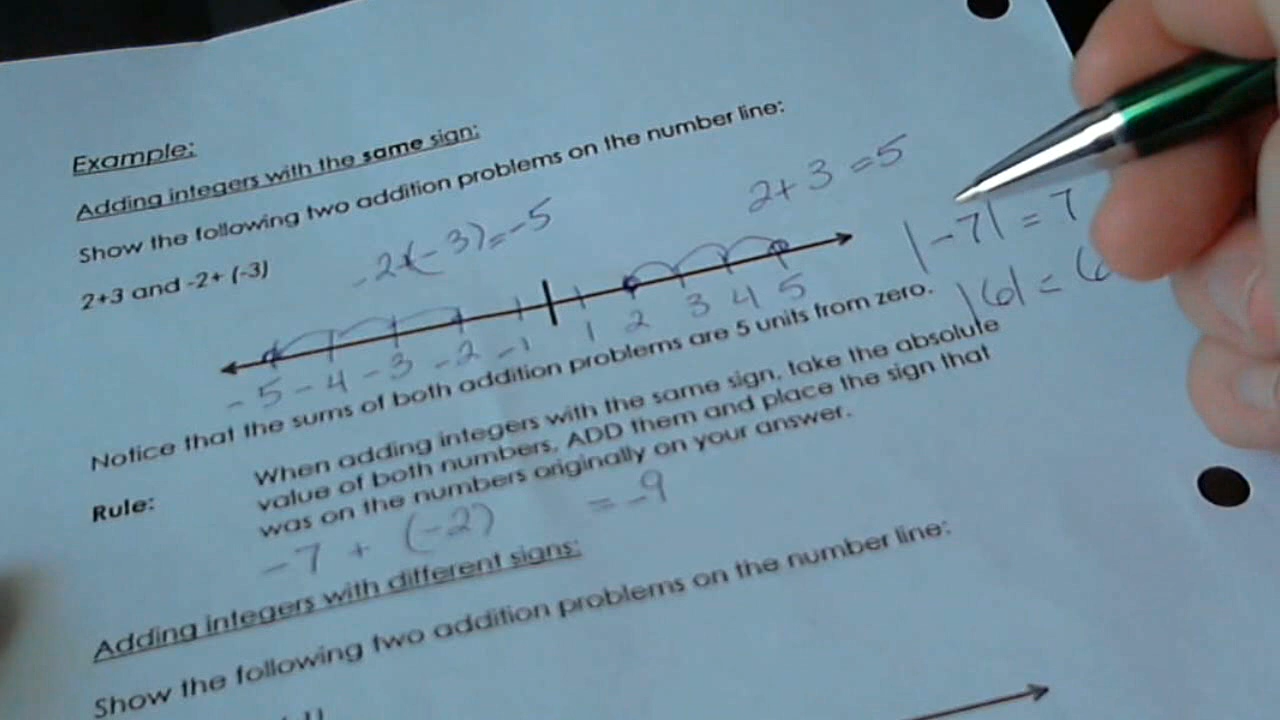 Example:
Adding integers with the same sign:
Show the following two addition problems on the number line:
2+3 and -2+ (-3)
-2+(-3)=-5
2+3=5
-5 -4 -3 -2 -1 1 2 3 4 5
|-7|=7
|6|=6
Notice that the sums of both addition problems are 5 units from zero.
Rule:
When adding integers with the same sign, take the absolute
value of both numbers, ADD them and place the sign that
was on the numbers originally on your answer.
-7 + (-2) = -9
Adding integers with different signs:
Show the following two addition problems on the number line: